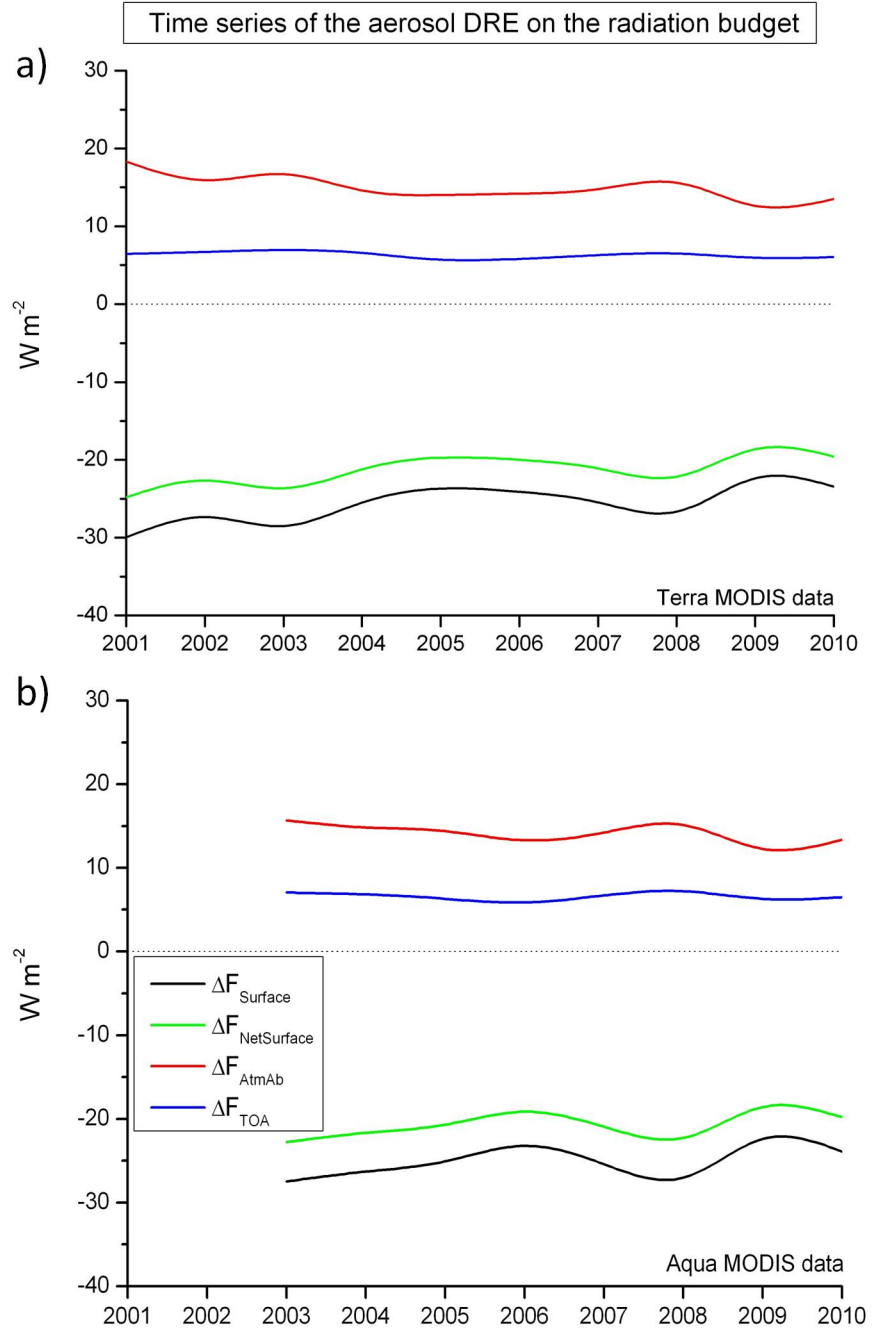 Time series of the aerosol DRE on the radiation budget
a)
30
20
10
0
-10
-20
-30
-40
W m-2
Terra MODIS data
2001 2002 2003 2004 2005 2006 2007 2008 2009 2010
b)
30
20
10
0
-10
-20
-30
-40
W m-2
ΔFSurface
ΔFNetSurface
ΔFAtmAb
ΔFTOA
Aqua MODIS data
2001 2002 2003 2004 2005 2006 2007 2008 2009 2010